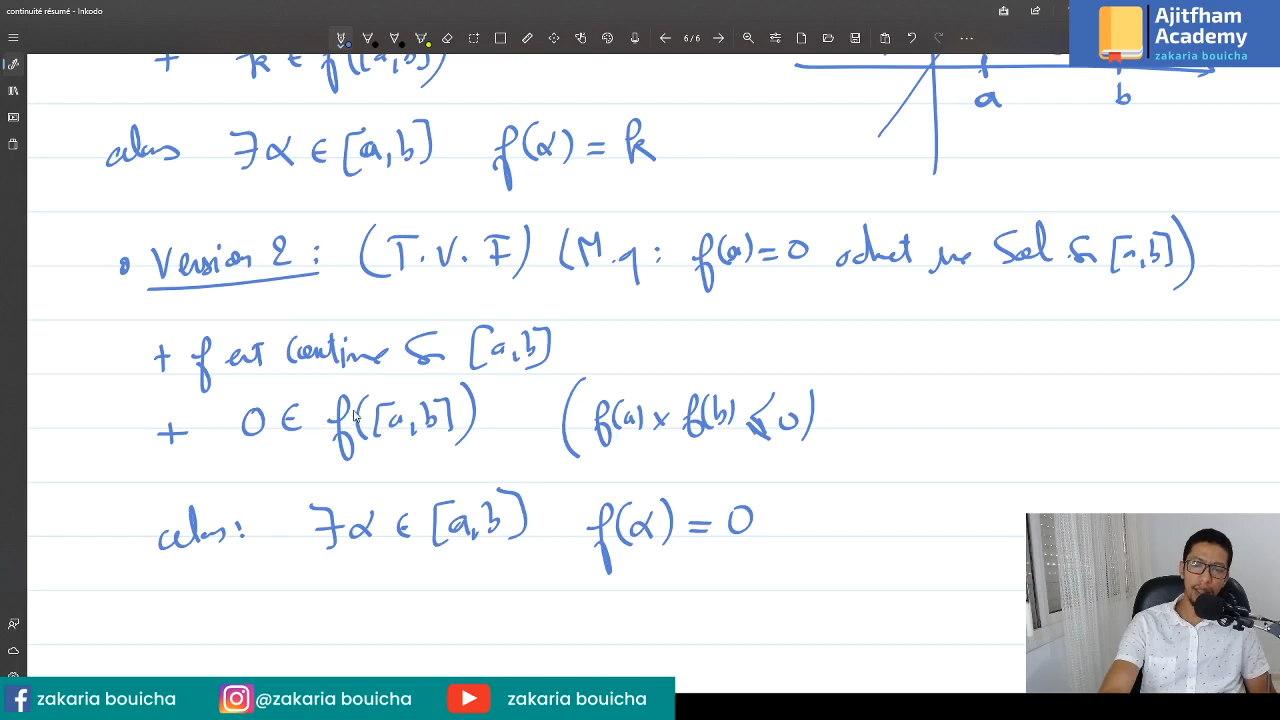 continuité résumé - Inkodo
6/6
Ajitfham
Academy
zakaria bouicha
+ k ∈ f([a,b])
a
b
alors ∃α ∈ [a,b] f(α) = k
• Version 2 : (T.V.I) (M.q : f(x)=0 admet une Sol sur [a,b])
+ f est continue sur [a,b]
+ 0 ∈ f([a,b]) (f(a) × f(b) ≤ 0)
alors : ∃α ∈ [a,b] f(α) = 0
zakaria bouicha
@zakaria bouicha
zakaria bouicha